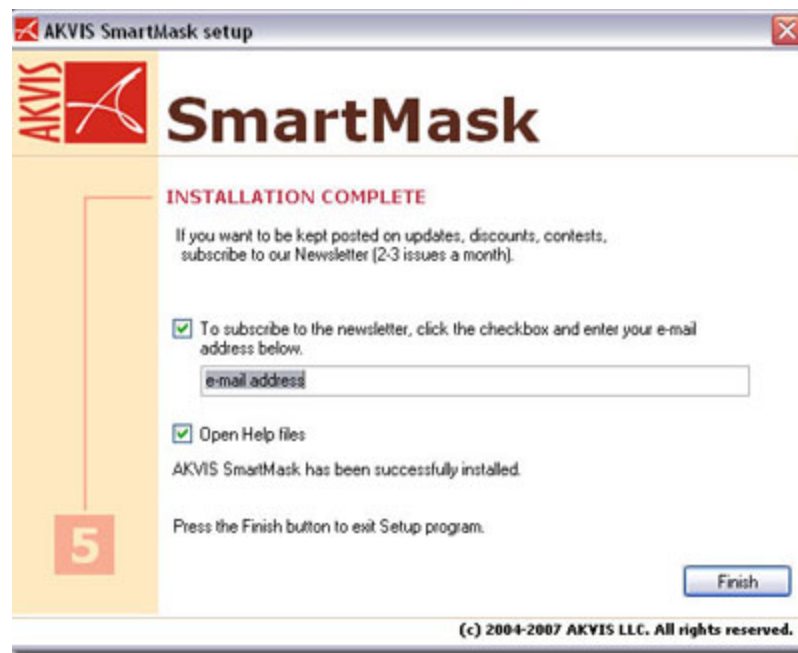 AKVIS SmartMask setup
AKVIS
SmartMask
INSTALLATION COMPLETE
If you want to be kept posted on updates, discounts, contests,
subscribe to our Newsletter (2-3 issues a month).
To subscribe to the newsletter, click the checkbox and enter your e-mail
address below.
e-mail address
Open Help files
AKVIS SmartMask has been successfully installed.
Press the Finish button to exit Setup program.
5
Finish
(c) 2004-2007 AKVIS LLC. All rights reserved.